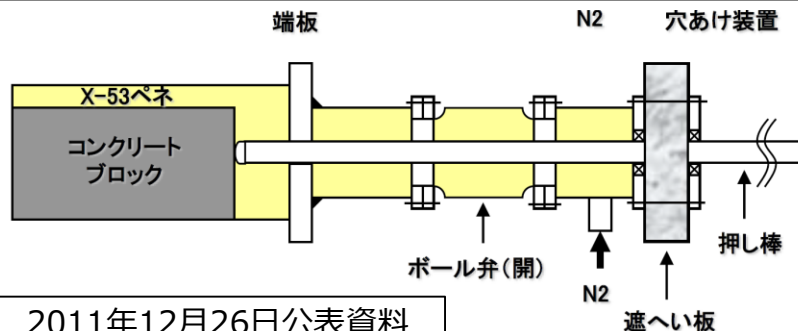 端板
N2
穴あけ装置
X-53ペネ
コンクリート
ブロック
ボール弁(開)
N2
押し棒
遮へい板
2011年12月26日公表資料